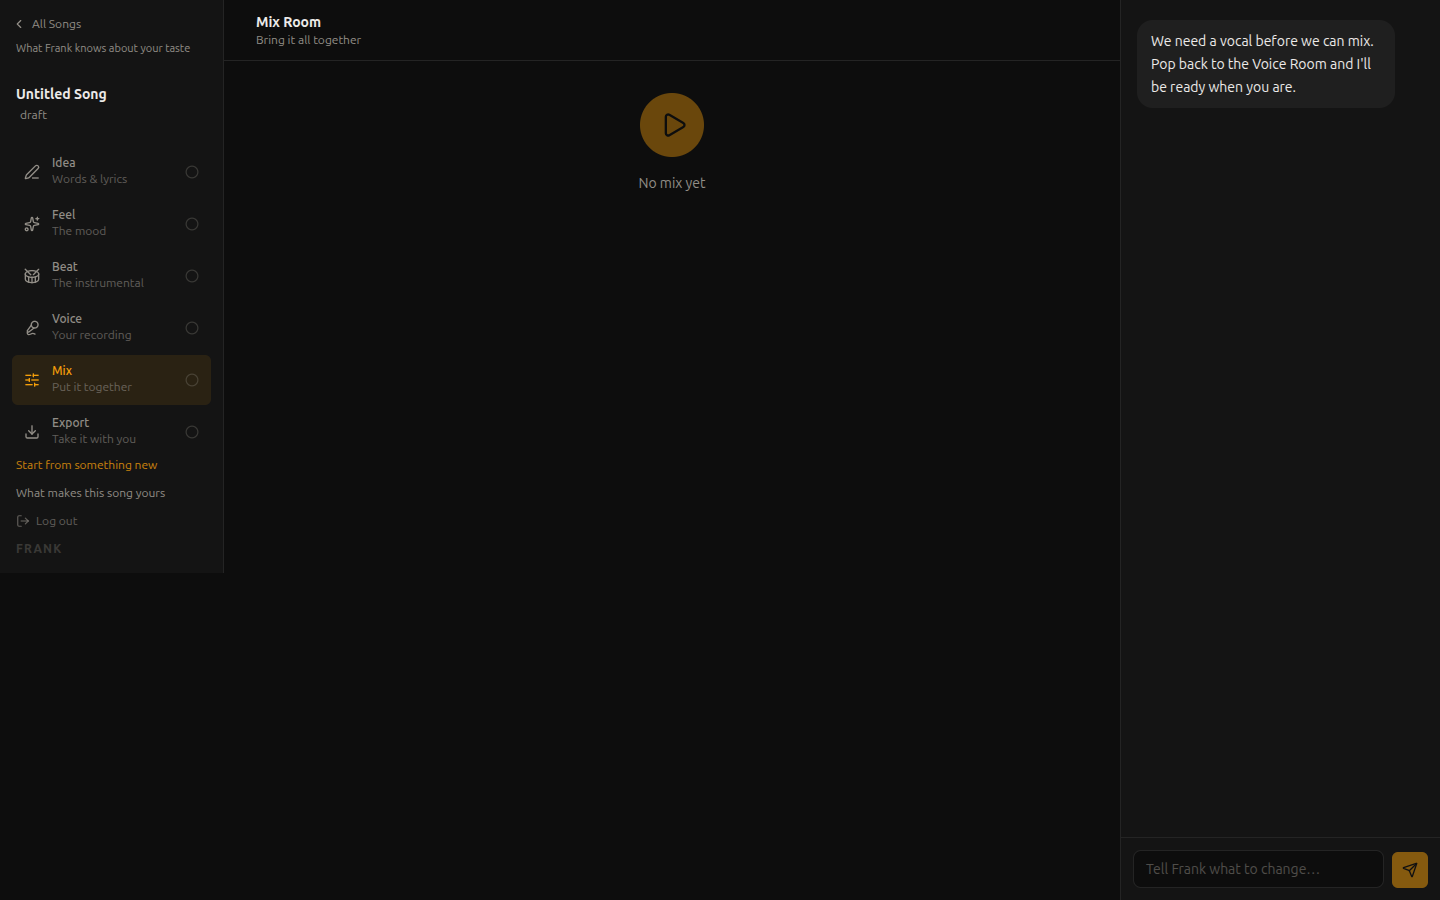 All Songs
What Frank knows about your taste
Untitled Song
draft
Idea
Words & lyrics
Feel
The mood
Beat
The instrumental
Voice
Your recording
Mix
Put it together
Export
Take it with you
Start from something new
What makes this song yours
Log out
FRANK
Mix Room
Bring it all together
No mix yet
We need a vocal before we can mix.
Pop back to the Voice Room and I'll
be ready when you are.
Tell Frank what to change...